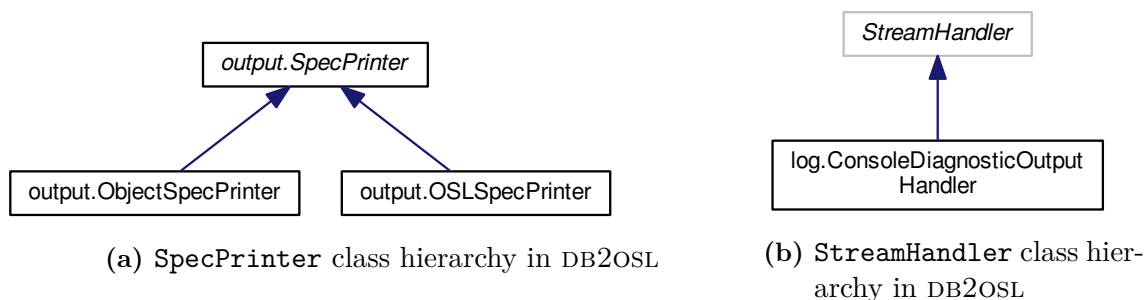 output.SpecPrinter
output.ObjectSpecPrinter
output.OSLSpecPrinter
(a) SpecPrinter class hierarchy in DB2OSL
StreamHandler
log.ConsoleDiagnosticOutput
Handler
(b) StreamHandler class hier-
archy in DB2OSL